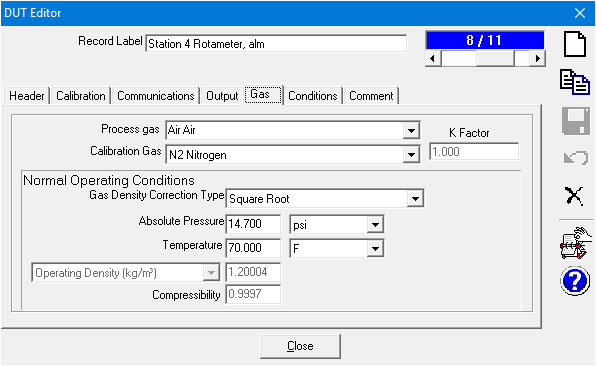 DUT Editor
Record Label Station 4 Rotameter, alm
8 / 11
Header Calibration Communications Output Gas Conditions Comment
Process gas Air Air
K Factor
Calibration Gas N2 Nitrogen 1.000
Normal Operating Conditions
Gas Density Correction Type Square Root
Absolute Pressure 14.700 psi
Temperature 70.000 F
Operating Density (kg/m³) 1.20004
Compressibility 0.9997
Close